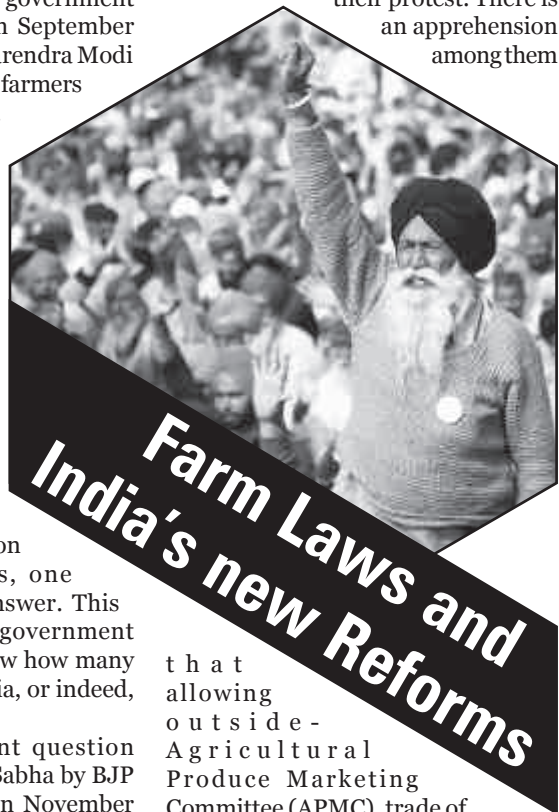 government
September
arendra Modi
farmers
on
s, one
nswer. This
government
w how many
ia, or indeed,
nt question
Sabha by BJP
n November
their protest. There is
an apprehension
among them
Farm Laws and
India's new Reforms
that
allowing
outside-
Agricultural
Produce Marketing
Committee (APMC), trade of